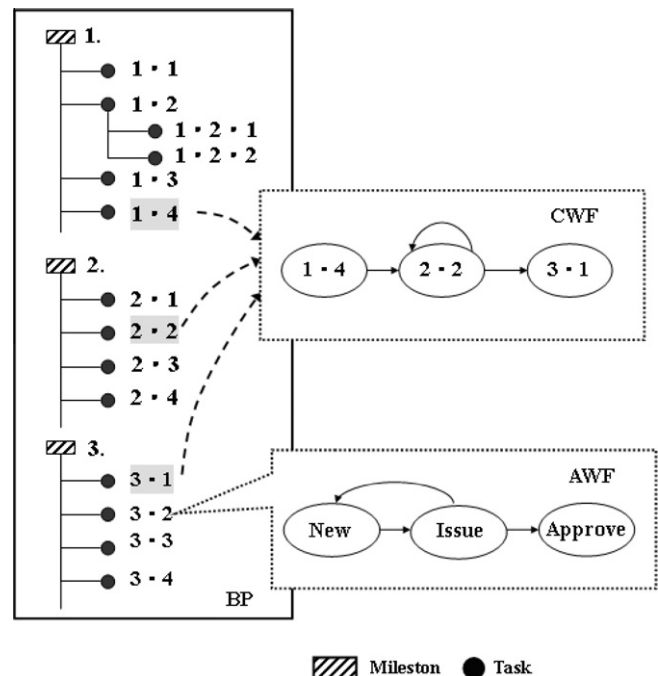 1.
1 · 1
1 · 2
1 · 2 · 1
1 · 2 · 2
1 · 3
1 · 4
2.
2 · 1
2 · 2
2 · 3
2 · 4
3.
3 · 1
3 · 2
3 · 3
3 · 4
BP
CWF
1 · 4 2 · 2 3 · 1
AWF
New Issue Approve
Mileston Task